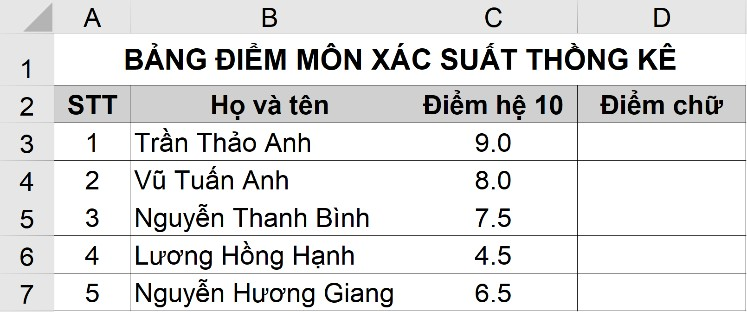 A B C D
1 BẢNG ĐIỂM MÔN XÁC SUẤT THỒNG KÊ
2 STT Họ và tên Điểm hệ 10 Điểm chữ
3 1 Trần Thảo Anh 9.0
4 2 Vũ Tuấn Anh 8.0
5 3 Nguyễn Thanh Bình 7.5
6 4 Lương Hồng Hạnh 4.5
7 5 Nguyễn Hương Giang 6.5